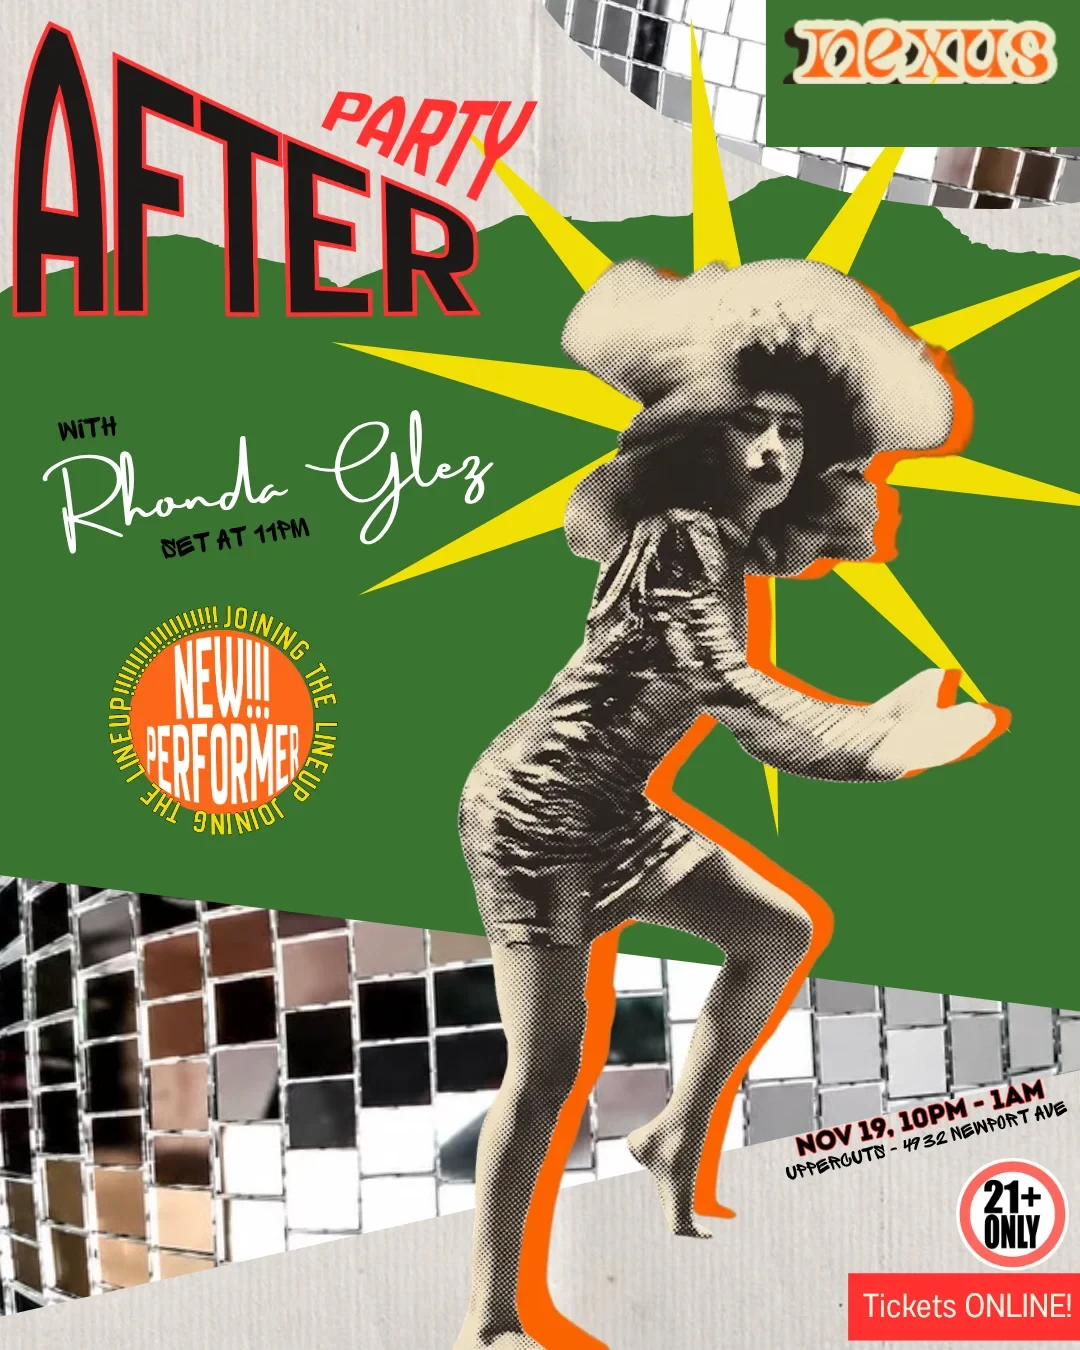 nexus
PARTY
AFTER
WITH
Rhonda Glez
SET AT 11PM
JOINING THE LINEUP JOINING THE LINEUP!!!!!!!!!!!!!!!!!!!!
NEW!!!
PERFORMER
NOV 19, 10PM - 1AM
UPPERCUTS - 4932 NEWPORT AVE
21+
ONLY
Tickets ONLINE!